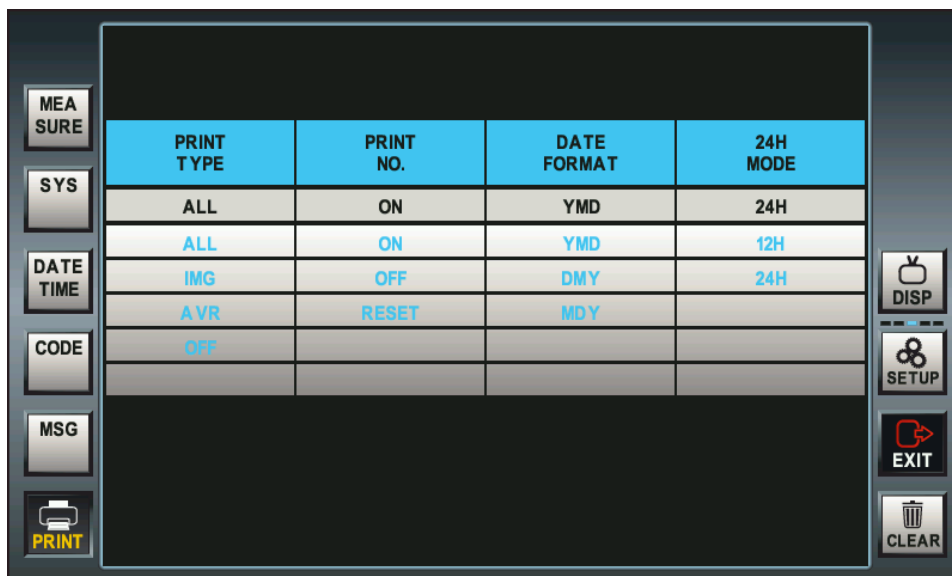 MEA
SURE
SYS
DATE
TIME
CODE
MSG
PRINT
PRINT TYPE PRINT NO. DATE FORMAT 24H MODE
ALL ON YMD 24H
ALL ON YMD 12H
IMG OFF DMY 24H
AVR RESET MDY
OFF
DISP
SETUP
EXIT
CLEAR